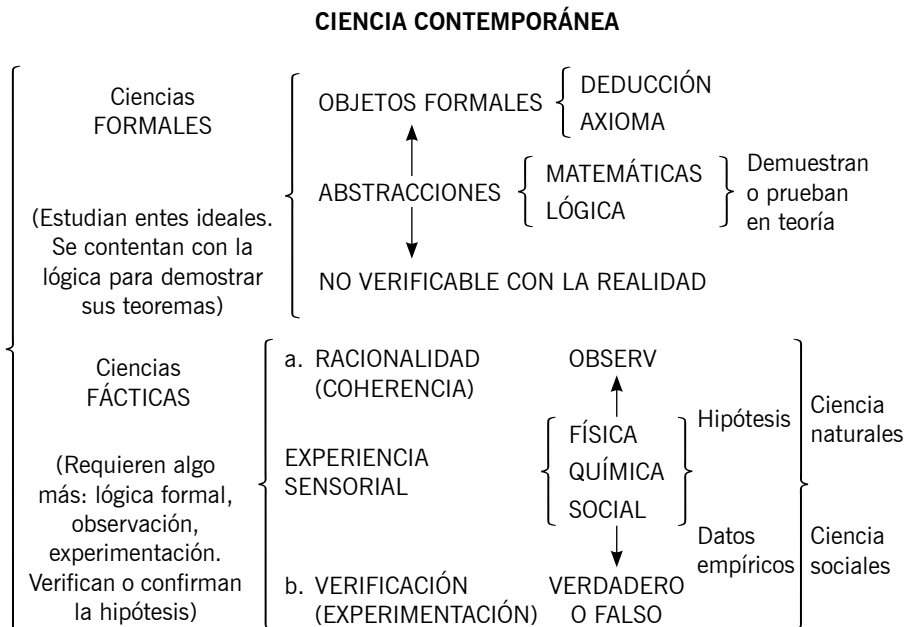 CIENCIA CONTEMPORÁNEA
Ciencias
FORMALES
(Estudian entes ideales.
Se contentan con la
lógica para demostrar
sus teoremas)
OBJETOS FORMALES
DEDUCCIÓN
AXIOMA
ABSTRACCIONES
MATEMÁTICAS
LÓGICA
Demuestran
o prueban
en teoría
NO VERIFICABLE CON LA REALIDAD
Ciencias
FÁCTICAS
(Requieren algo
más: lógica formal,
observación,
experimentación.
Verifican o confirman
la hipótesis)
a. RACIONALIDAD
(COHERENCIA)
EXPERIENCIA
SENSORIAL
b. VERIFICACIÓN
(EXPERIMENTACIÓN)
OBSERV
FÍSICA
QUÍMICA
SOCIAL
VERDADERO
O FALSO
Hipótesis
Datos
empíricos
Ciencia
naturales
Ciencia
sociales